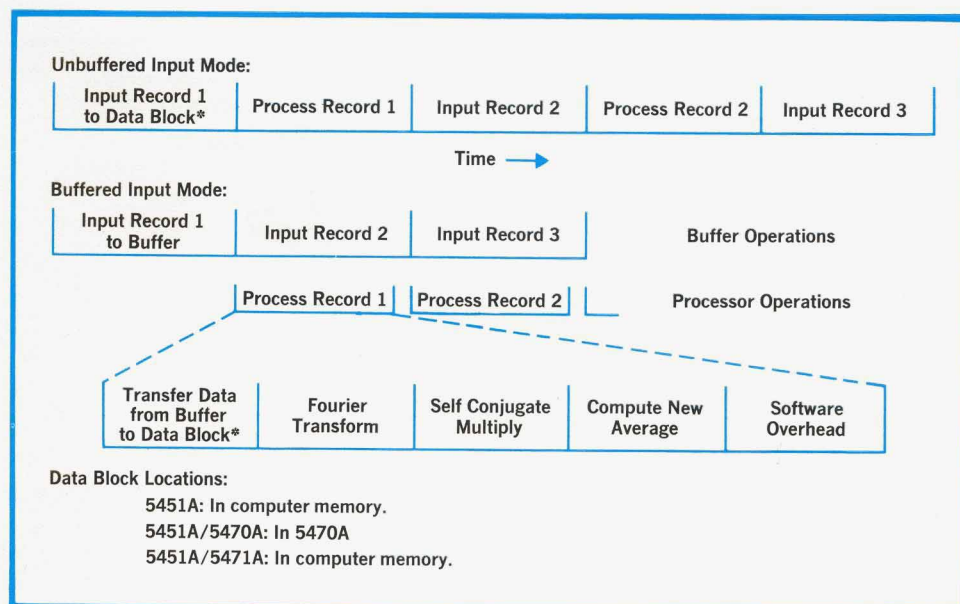 Unbuffered Input Mode:
Input Record 1
to Data Block*
Process Record 1
Input Record 2
Process Record 2
Input Record 3
Time
Buffered Input Mode:
Input Record 1
to Buffer
Input Record 2
Input Record 3
Buffer Operations
Process Record 1
Process Record 2
Processor Operations
Transfer Data
from Buffer
to Data Block*
Fourier
Transform
Self Conjugate
Multiply
Compute New
Average
Software
Overhead
Data Block Locations:
5451A: In computer memory.
5451A/5470A: In 5470A
5451A/5471A: In computer memory.